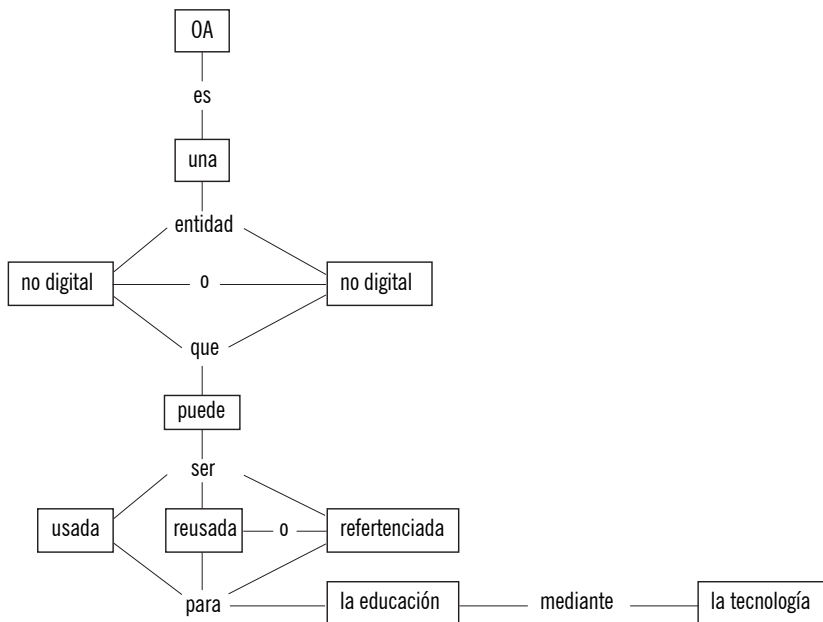 OA
es
una
entidad
no digital o no digital
que
puede
ser
usada reusada o refertenciada
para la educación mediante la tecnología